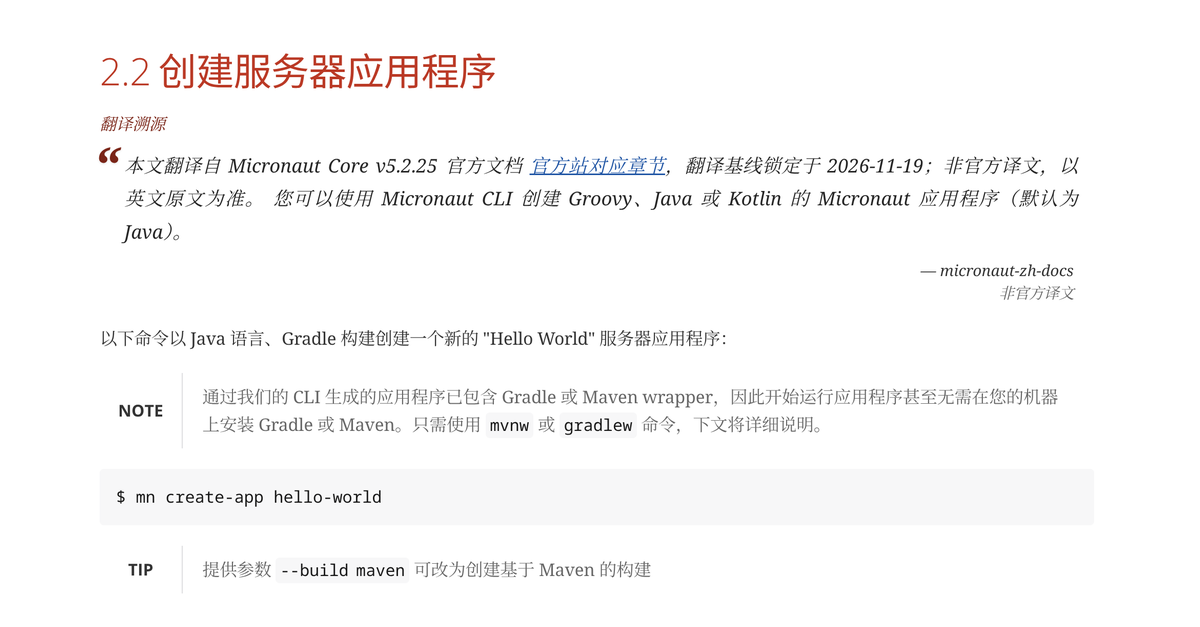 2.2 创建服务器应用程序
翻译溯源
“
本文翻译自 Micronaut Core v5.2.25 官方文档 官方站对应章节，翻译基线锁定于 2026-11-19；非官方译文，以
英文原文为准。 您可以使用 Micronaut CLI 创建 Groovy、Java 或 Kotlin 的 Micronaut 应用程序（默认为
Java）。
— micronaut-zh-docs
非官方译文
以下命令以 Java 语言、Gradle 构建创建一个新的 "Hello World" 服务器应用程序：
NOTE
通过我们的 CLI 生成的应用程序已包含 Gradle 或 Maven wrapper，因此开始运行应用程序甚至无需在您的机器
上安装 Gradle 或 Maven。只需使用 mvnw 或 gradlew 命令，下文将详细说明。
$ mn create-app hello-world
TIP
提供参数 --build maven 可改为创建基于 Maven 的构建